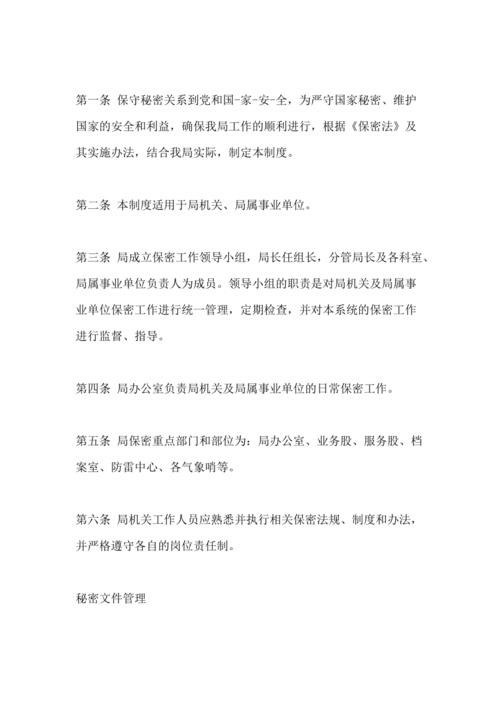 第一条 保守秘密关系到党和国-家-安-全，为严守国家秘密、维护
国家的安全和利益，确保我局工作的顺利进行，根据《保密法》及
其实施办法，结合我局实际，制定本制度。
第二条 本制度适用于局机关、局属事业单位。
第三条 局成立保密工作领导小组，局长任组长，分管局长及各科室、
局属事业单位负责人为成员。领导小组的职责是对局机关及局属事
业单位保密工作进行统一管理，定期检查，并对本系统的保密工作
进行监督、指导。
第四条 局办公室负责局机关及局属事业单位的日常保密工作。
第五条 局保密重点部门和部位为：局办公室、业务股、服务股、档
案室、防雷中心、各气象哨等。
第六条 局机关工作人员应熟悉并执行相关保密法规、制度和办法，
并严格遵守各自的岗位责任制。
秘密文件管理